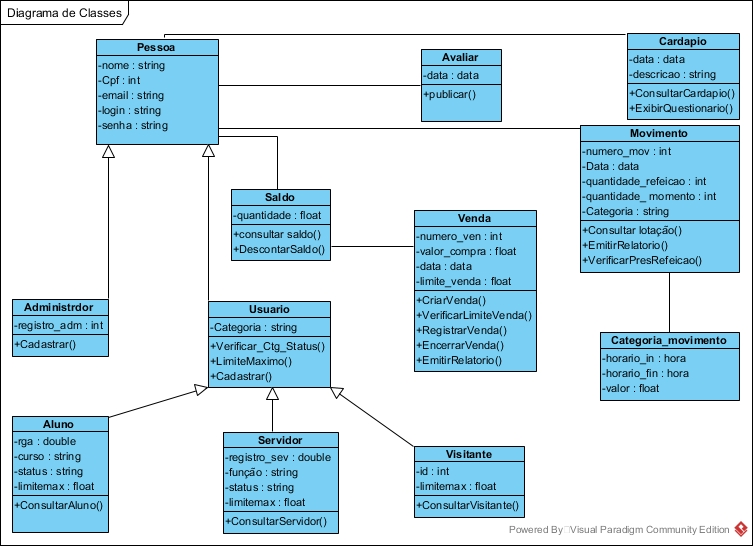 Diagrama de Classes
Pessoa
-nome : string
-Cpf : int
-email : string
-login : string
-senha : string
Avaliar
-data : data
+publicar()
Cardapio
-data : data
-descricao : string
+ConsultarCardapio()
+ExibirQuestionario()
Movimento
-numero_mov : int
-Data : data
-quantidade_refeicao : int
-quantidade_ momento : int
-Categoria : string
+Consultar lotação()
+EmitirRelatorio()
+VerificarPresRefeicao()
Saldo
-quantidade : float
+consultar saldo()
+DescontarSaldo()
Venda
-numero_ven : int
-valor_compra : float
-data : data
-limite_venda : float
+CriarVenda()
+VerificarLimiteVenda()
+RegistrarVenda()
+EncerrarVenda()
+EmitirRelatorio()
Administrdor
-registro_adm : int
+Cadastrar()
Usuario
-Categoria : string
+Verificar_Ctg_Status()
+LimiteMaximo()
+Cadastrar()
Categoria_movimento
-horario_in : hora
-horario_fin : hora
-valor : float
Aluno
-rga : double
-curso : string
-status : string
-limitemax : float
+ConsultarAluno()
Servidor
-registro_sev : double
-função : string
-status : string
-limitemax : float
+ConsultarServidor()
Visitante
-id : int
-limitemax : float
+ConsultarVisitante()
Powered By Visual Paradigm Community Edition